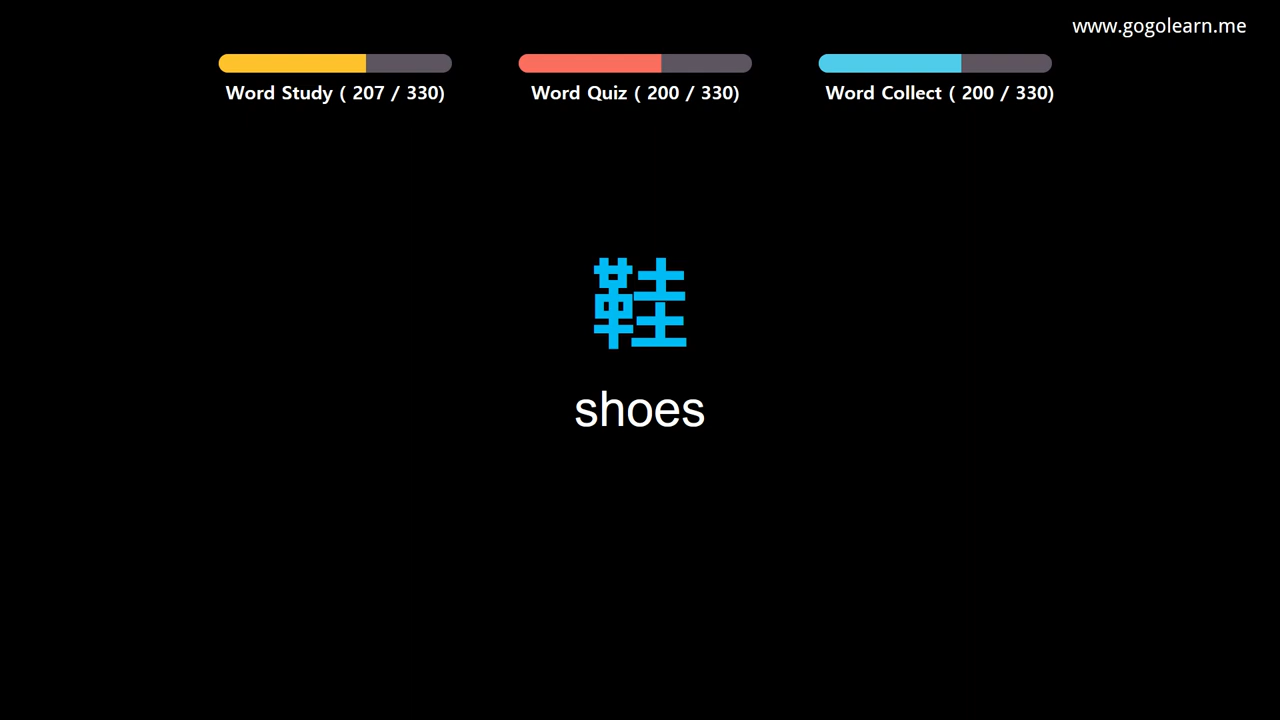 www.gogolearn.me
Word Study ( 207 / 330)
Word Quiz ( 200 / 330)
Word Collect ( 200 / 330)
鞋
shoes